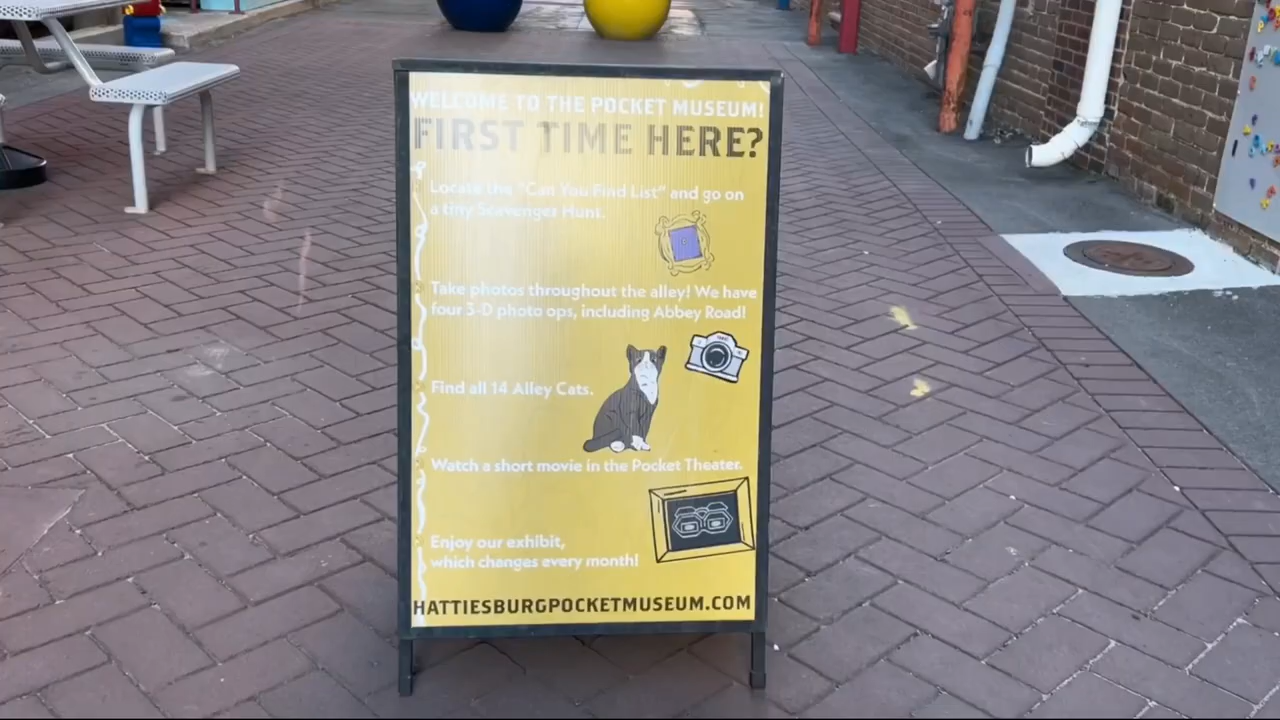 WELCOME TO THE POCKET MUSEUM!
FIRST TIME HERE?
Locate the "Can You Find List" and go on
a tiny Scavenger Hunt.
Take photos throughout the alley! We have
four 3-D photo ops, including Abbey Road!
Find all 14 Alley Cats.
Watch a short movie in the Pocket Theater.
Enjoy our exhibit,
which changes every month!
HATTIESBURGPOCKETMUSEUM.COM